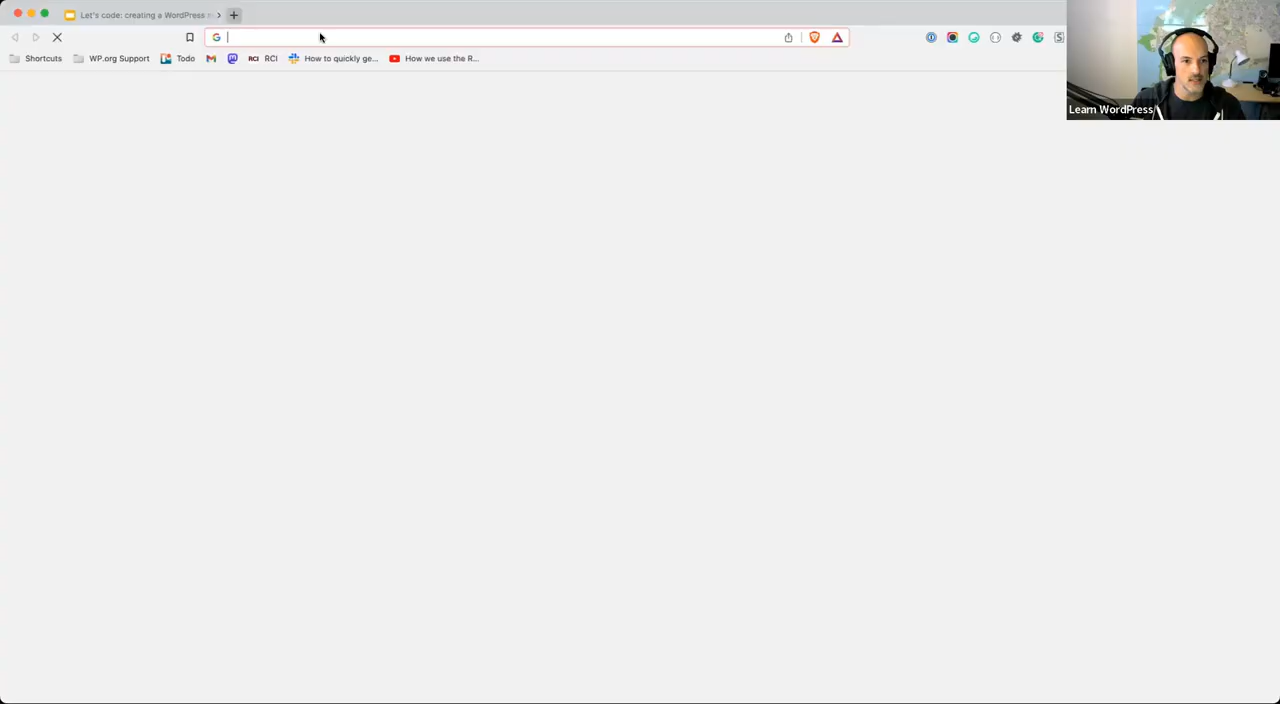 Let's code: creating a WordPress
Shortcuts
WP.org Support
Todo
RCI RCI
How to quickly ge...
How we use the R...
Learn WordPress